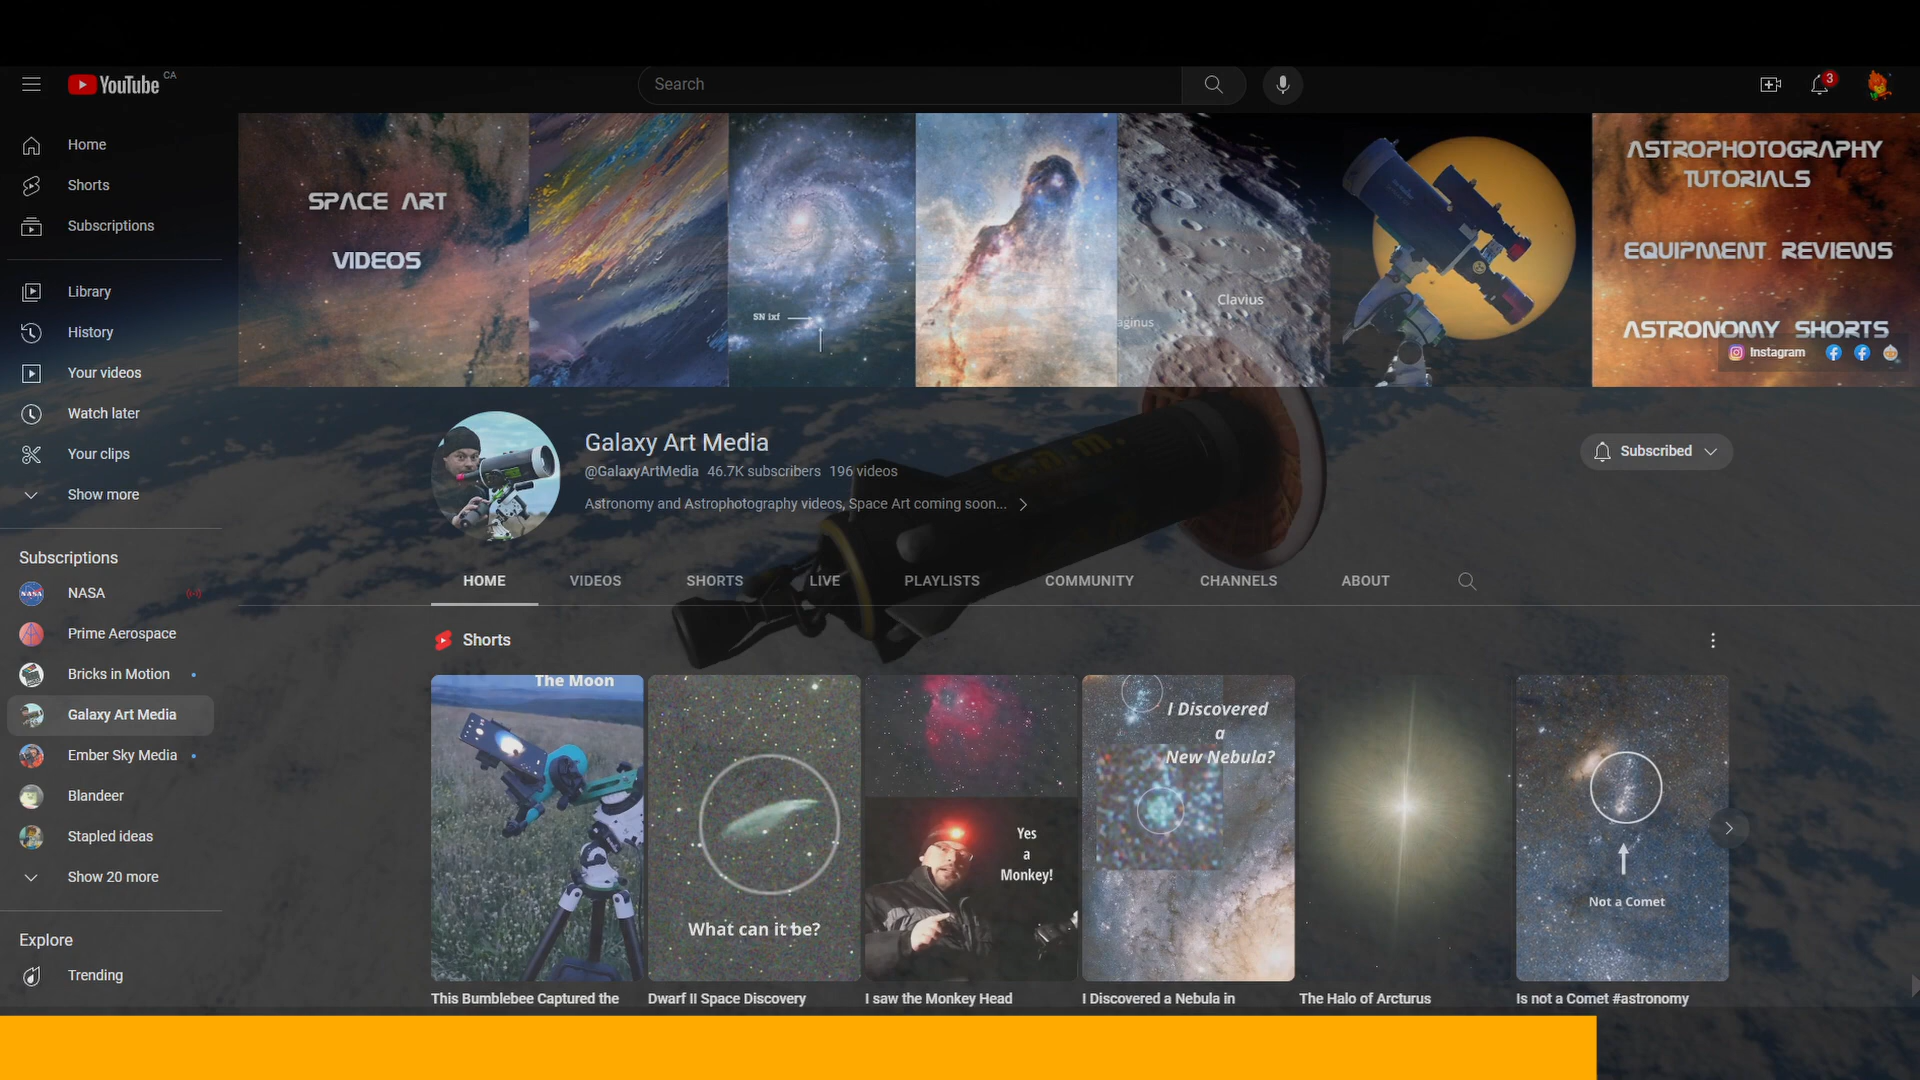 YouTube CA
Search
3
Home
Shorts
Subscriptions
Library
History
Your videos
Watch later
Your clips
Show more
Subscriptions
NASA
Prime Aerospace
Bricks in Motion
Galaxy Art Media
Ember Sky Media
Blandeer
Stapled ideas
Show 20 more
Explore
Trending
SPACE ART
VIDEOS
SN ixf
Clavius
aginus
ASTROPHOTOGRAPHY
TUTORIALS
EQUIPMENT REVIEWS
ASTRONOMY SHORTS
Instagram
Galaxy Art Media
@GalaxyArtMedia 46.7K subscribers 196 videos
Astronomy and Astrophotography videos, Space Art coming soon...
Subscribed
HOME VIDEOS SHORTS LIVE PLAYLISTS COMMUNITY CHANNELS ABOUT
Shorts
The Moon
What can it be?
Yes
a
Monkey!
I Discovered
a
New Nebula?
Not a Comet
This Bumblebee Captured the
Dwarf II Space Discovery
I saw the Monkey Head
I Discovered a Nebula in
The Halo of Arcturus
Is not a Comet #astronomy